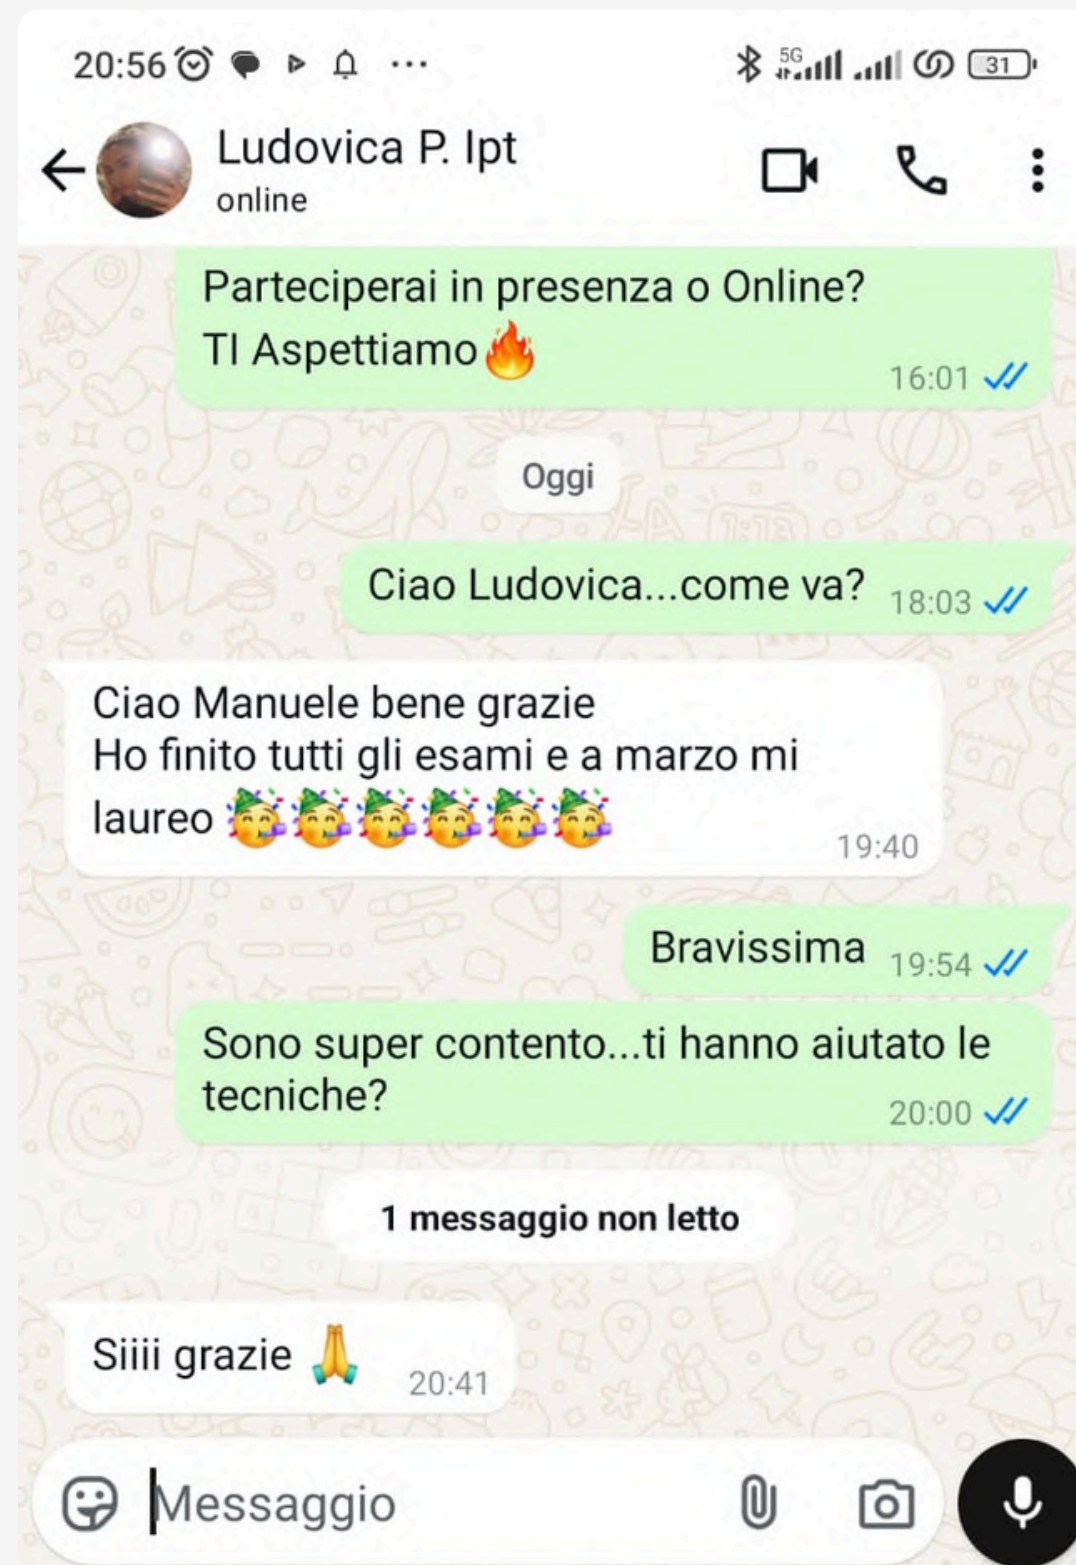 20:56
5G
31
Ludovica P. Ipt
online
Parteciperai in presenza o Online?
TI Aspettiamo🔥
16:01
Oggi
Ciao Ludovica...come va?
18:03
Ciao Manuele bene grazie
Ho finito tutti gli esami e a marzo mi
laureo 🥳🥳🥳🥳🥳🥳
19:40
Bravissima
19:54
Sono super contento...ti hanno aiutato le
tecniche?
20:00
1 messaggio non letto
Siiii grazie 🙏
20:41
Messaggio